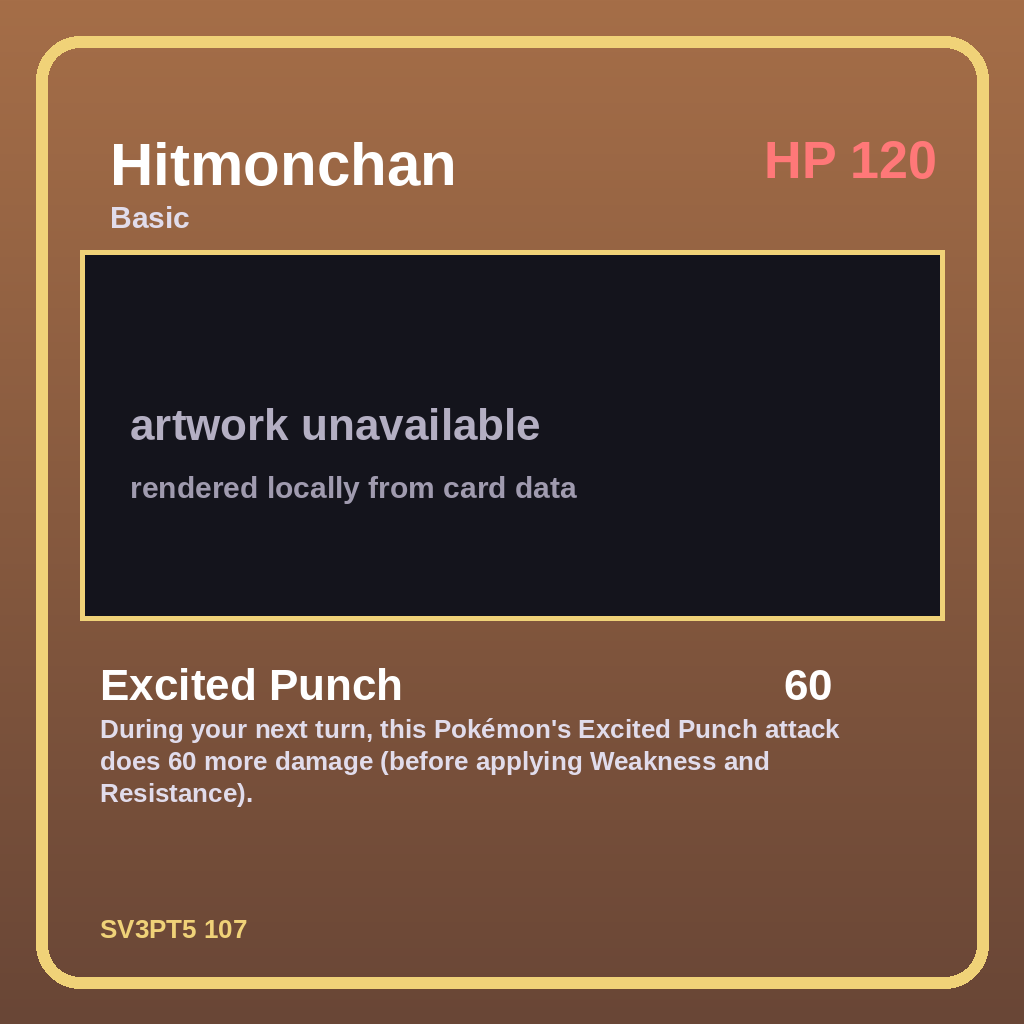 Hitmonchan
HP 120
Basic
artwork unavailable
rendered locally from card data
Excited Punch
60
During your next turn, this Pokémon's Excited Punch attack
does 60 more damage (before applying Weakness and
Resistance).
SV3PT5 107